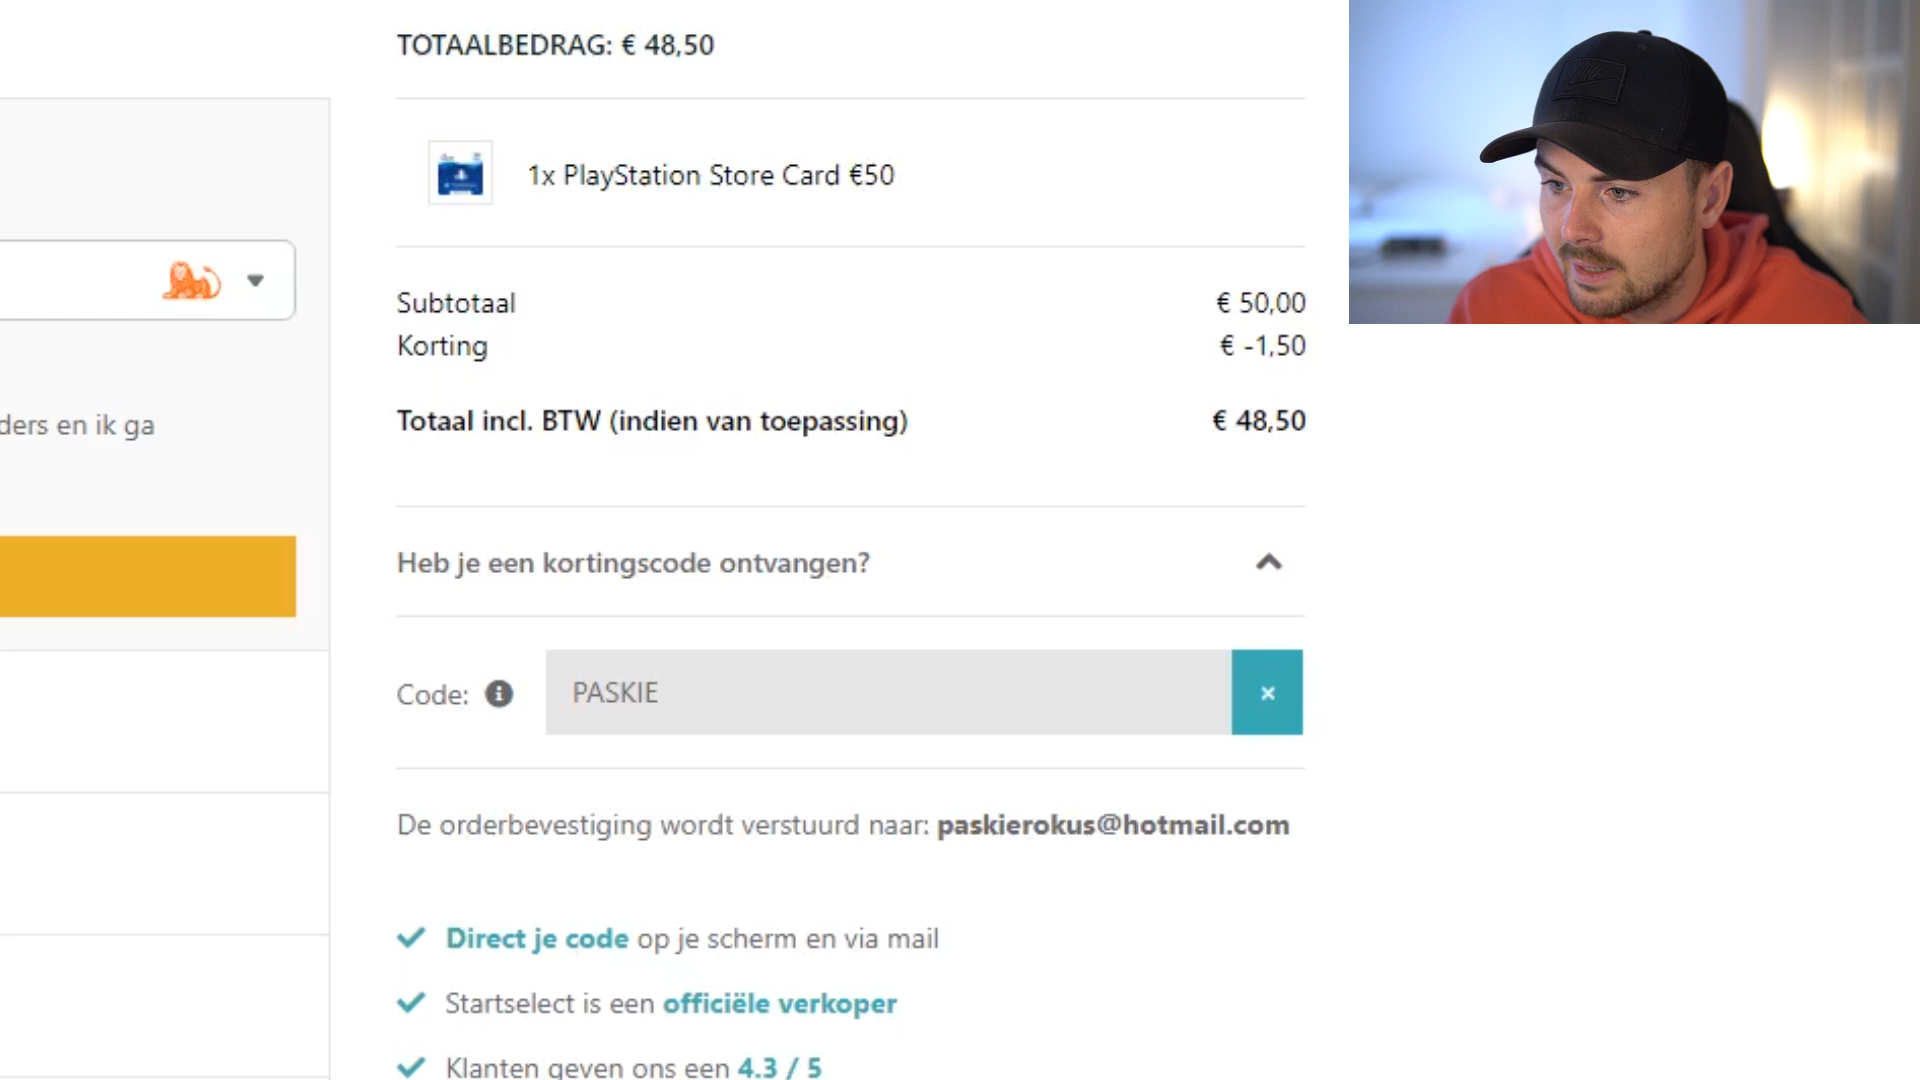 TOTAALBEDRAG: € 48,50
1x PlayStation Store Card €50
Subtotaal € 50,00
Korting € -1,50
ders en ik ga
Totaal incl. BTW (indien van toepassing) € 48,50
Heb je een kortingscode ontvangen?
Code: PASKIE ×
De orderbevestiging wordt verstuurd naar: paskierokus@hotmail.com
Direct je code op je scherm en via mail
Startselect is een officiële verkoper
Klanten geven ons een 4.3 / 5